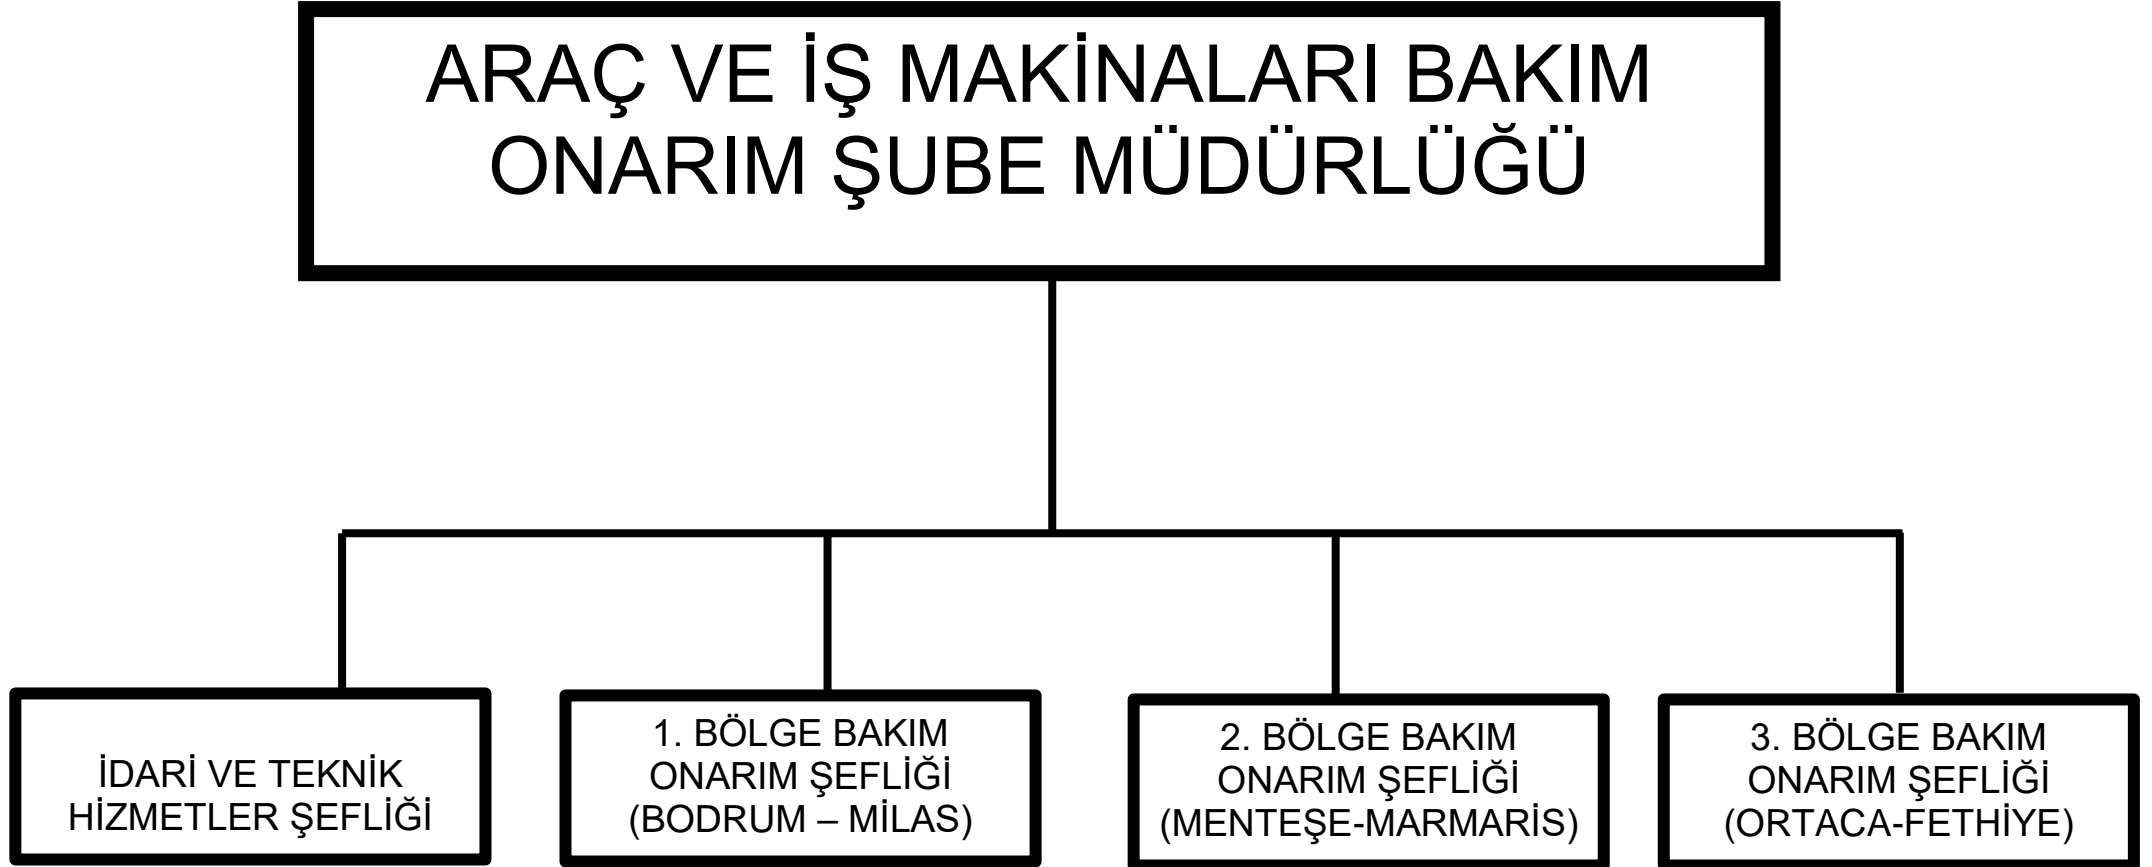 ARAÇ VE İŞ MAKİNALARI BAKIM
ONARIM ŞUBE MÜDÜRLÜĞÜ
İDARİ VE TEKNİK
HİZMETLER ŞEFLİĞİ
1. BÖLGE BAKIM
ONARIM ŞEFLİĞİ
(BODRUM – MİLAS)
2. BÖLGE BAKIM
ONARIM ŞEFLİĞİ
(MENTEŞE-MARMARİS)
3. BÖLGE BAKIM
ONARIM ŞEFLİĞİ
(ORTACA-FETHİYE)